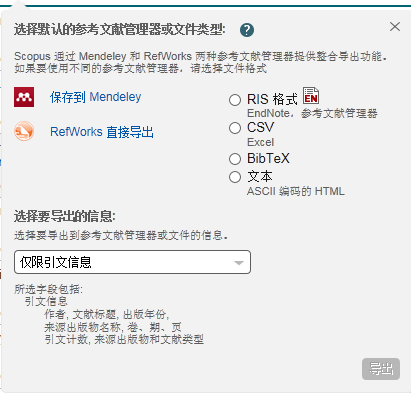 选择默认的参考文献管理器或文件类型:
Scopus 通过 Mendeley 和 RefWorks 两种参考文献管理器提供整合导出功能。
如果要使用不同的参考文献管理器，请选择文件格式
保存到 Mendeley
RefWorks 直接导出
RIS 格式 EN
EndNote，参考文献管理器
CSV
Excel
BibTeX
文本
ASCII 编码的 HTML
选择要导出的信息:
选择要导出到参考文献管理器或文件的信息。
仅限引文信息
所选字段包括:
引文信息
作者, 文献标题, 出版年份,
来源出版物名称, 卷、期、页
引文计数, 来源出版物和文献类型
导出